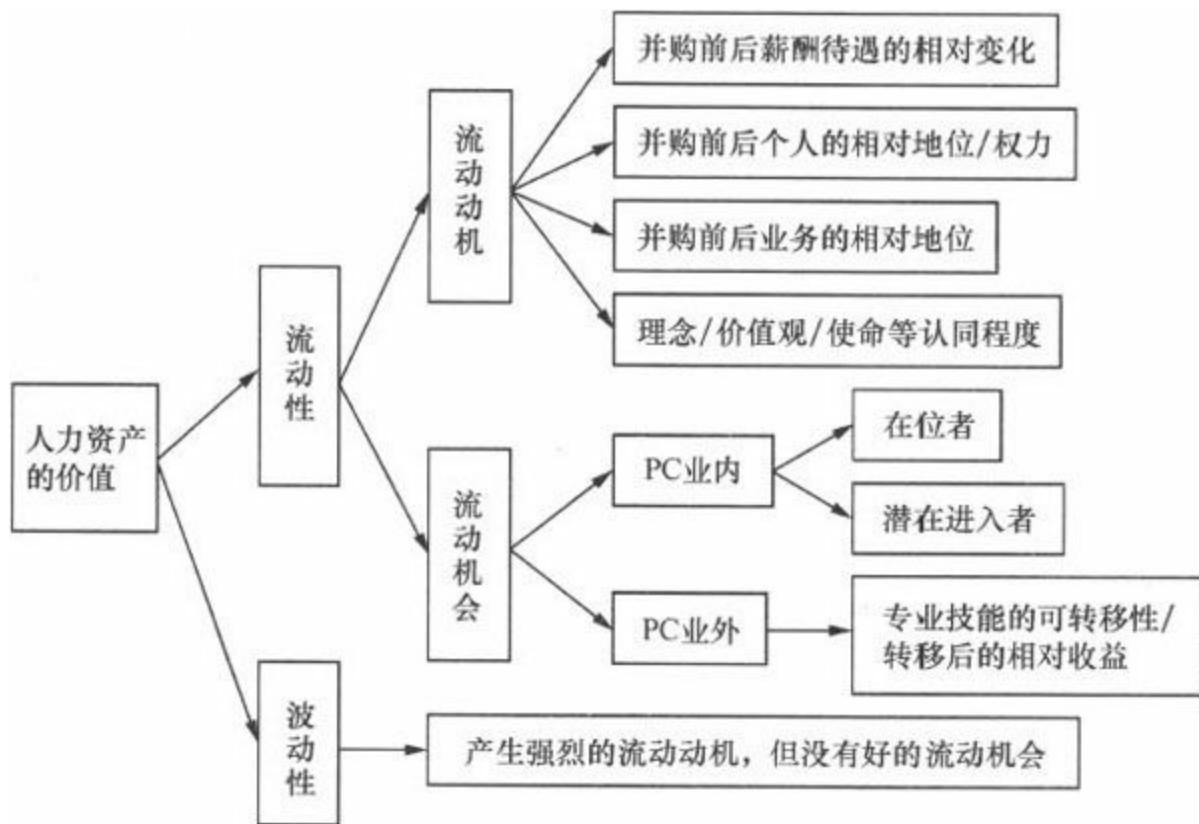 并购前后薪酬待遇的相对变化
流动动机
并购前后个人的相对地位/权力
并购前后业务的相对地位
理念/价值观/使命等认同程度
流动性
人力资产
的价值
流动机会
PC业内
在位者
潜在进入者
PC业外
专业技能的可转移性/
转移后的相对收益
波动性
产生强烈的流动动机，但没有好的流动机会